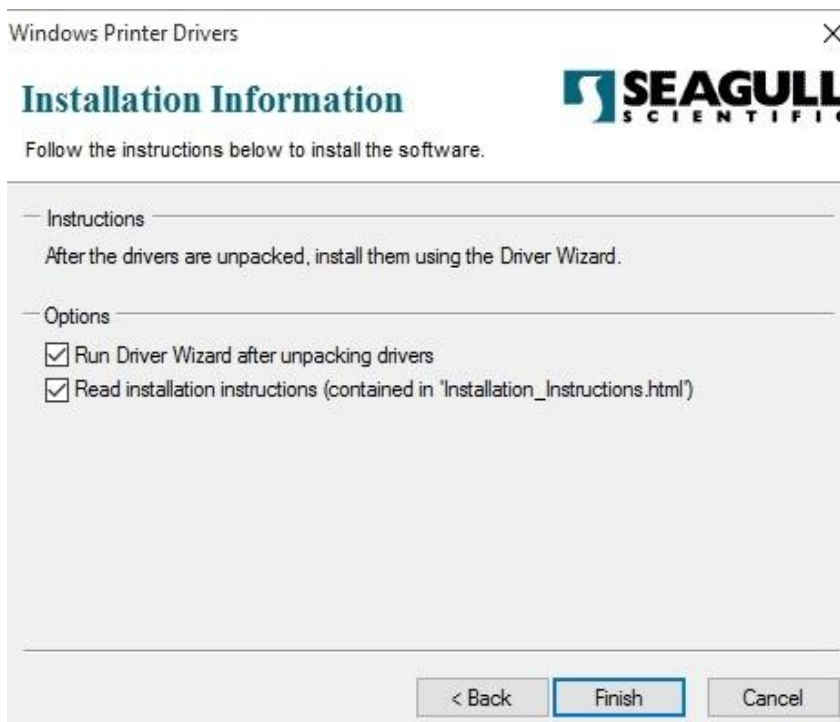 Windows Printer Drivers
Installation Information
SEAGULL
SCIENTIFIC
Follow the instructions below to install the software.
Instructions
After the drivers are unpacked, install them using the Driver Wizard.
Options
Run Driver Wizard after unpacking drivers
Read installation instructions (contained in 'Installation_Instructions.html')
< Back Finish Cancel